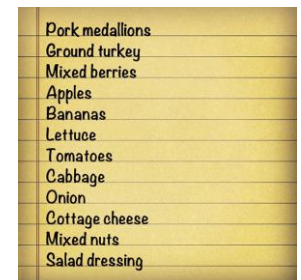 Pork medallions
Ground turkey
Mixed berries
Apples
Bananas
Lettuce
Tomatoes
Cabbage
Onion
Cottage cheese
Mixed nuts
Salad dressing